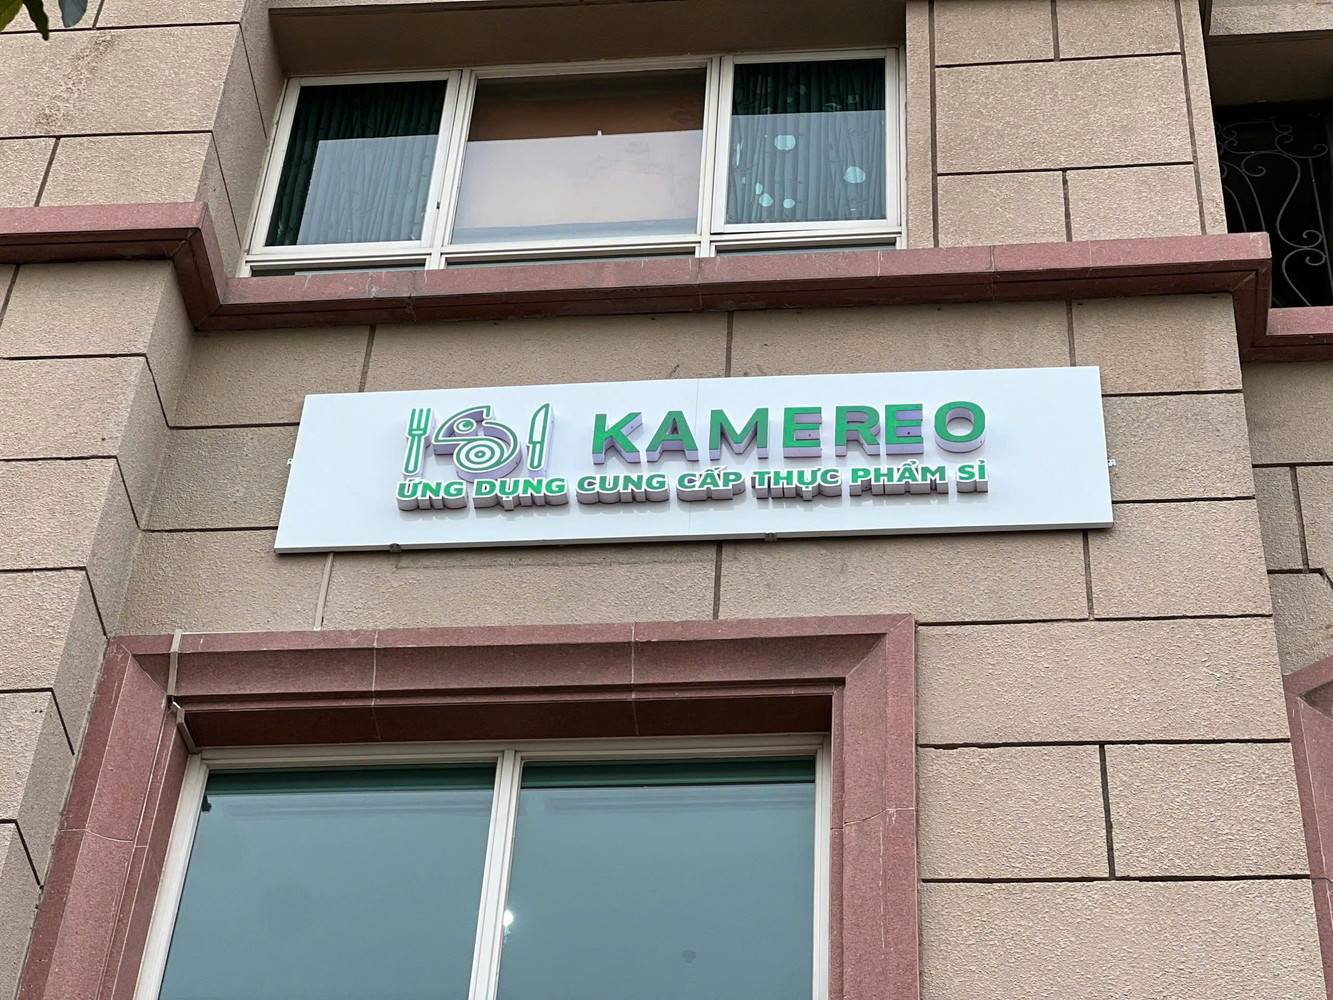 KAMEREO
ỨNG DỤNG CUNG CẤP THỰC PHẨM SỈ